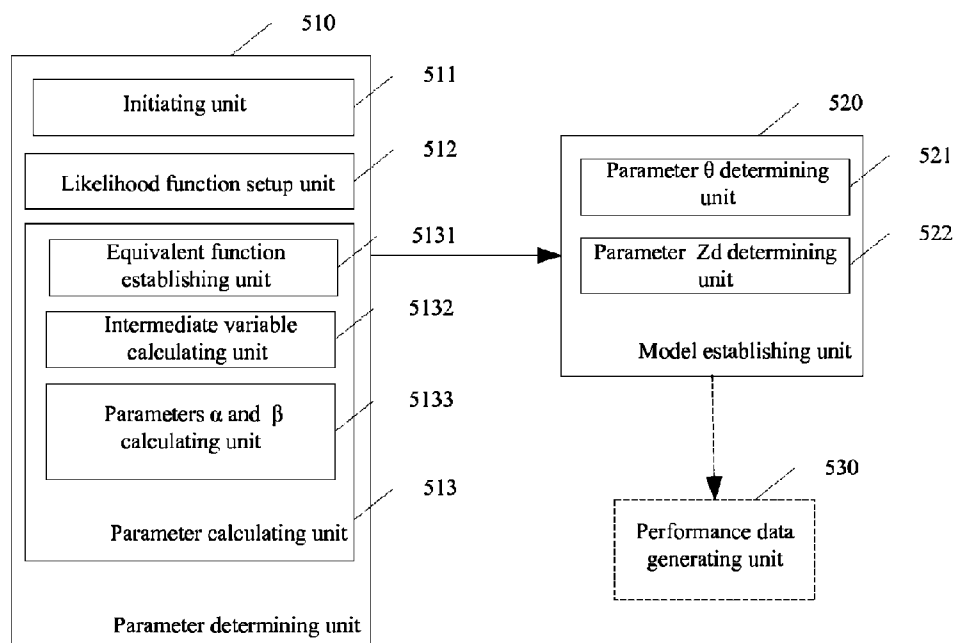 510
511
Initiating unit
512
Likelihood function setup unit
5131
Equivalent function
establishing unit
5132
Intermediate variable
calculating unit
5133
Parameters α and β
calculating unit
513
Parameter calculating unit
Parameter determining unit
520
521
Parameter θ determining
unit
522
Parameter Zd determining
unit
Model establishing unit
530
Performance data
generating unit